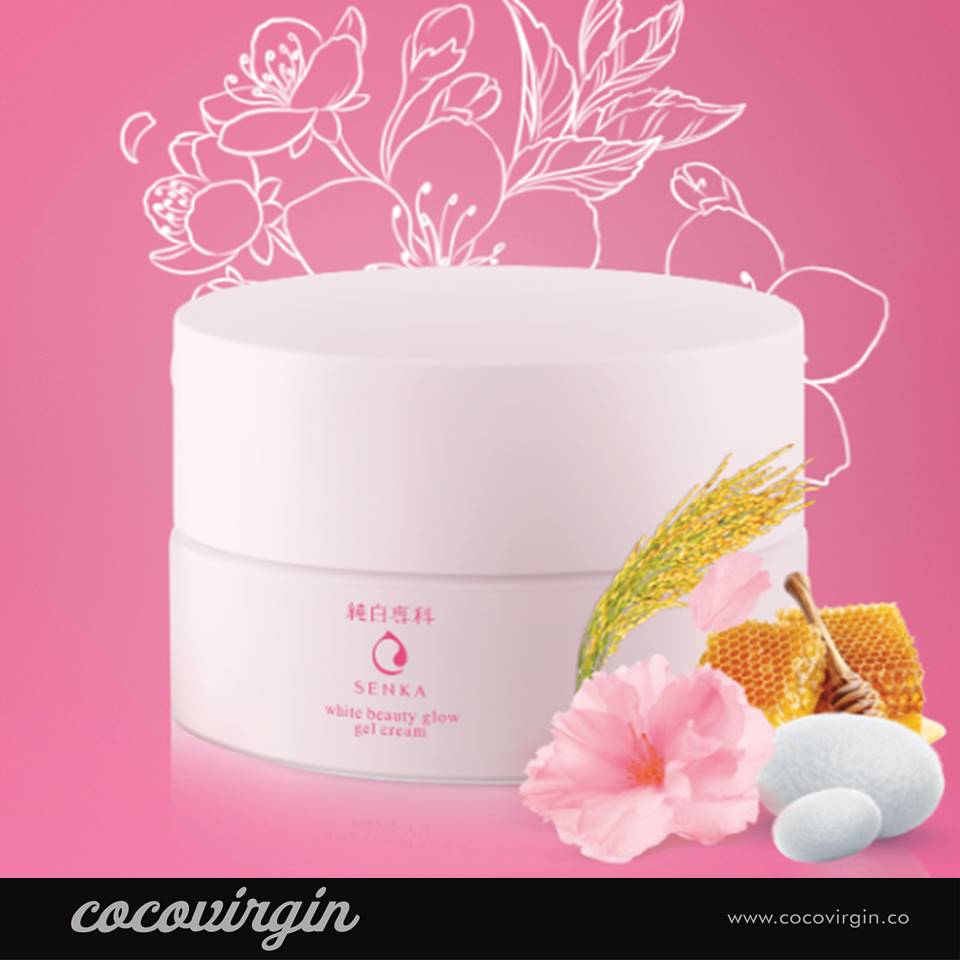 純白専科
SENKA
white beauty glow
gel cream
cocovirgin
www.cocovirgin.co